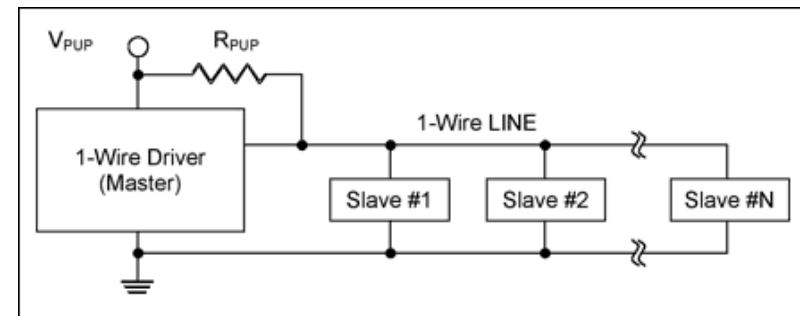 VPUP
RPUP
1-Wire LINE
1-Wire Driver
(Master)
Slave #1
Slave #2
Slave #N